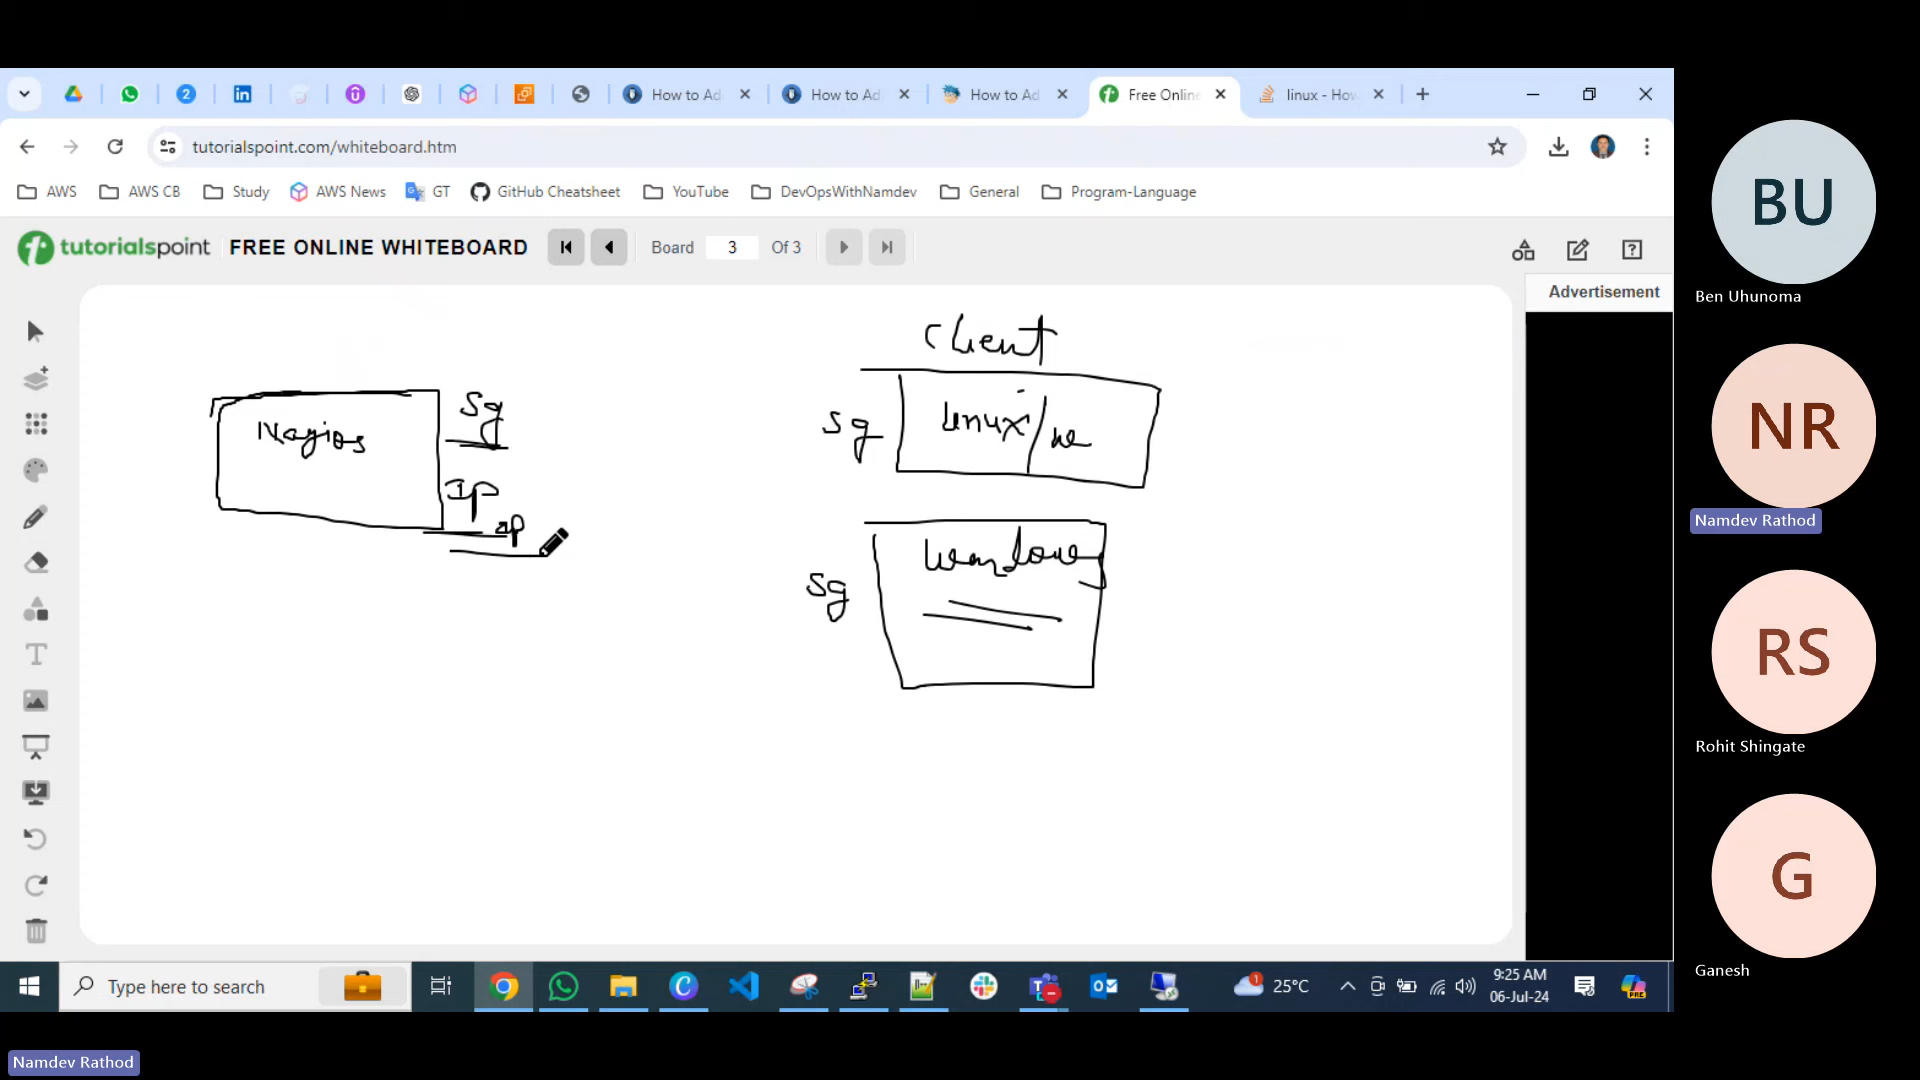 How to Ad
How to Ad
How to Ad
Free Online
linux - How
tutorialspoint.com/whiteboard.htm
AWS
AWS CB
Study
AWS News
GT
GitHub Cheatsheet
YouTube
DevOpsWithNamdev
General
Program-Language
tutorialspoint
FREE ONLINE WHITEBOARD
Board 3 Of 3
Advertisement
Client
Nagios
Sg
Sg
linux
IP
IP
Sg
Windows
Type here to search
25°C
9:25 AM
06-Jul-24
BU
Ben Uhunoma
NR
Namdev Rathod
RS
Rohit Shingate
G
Ganesh
Namdev Rathod